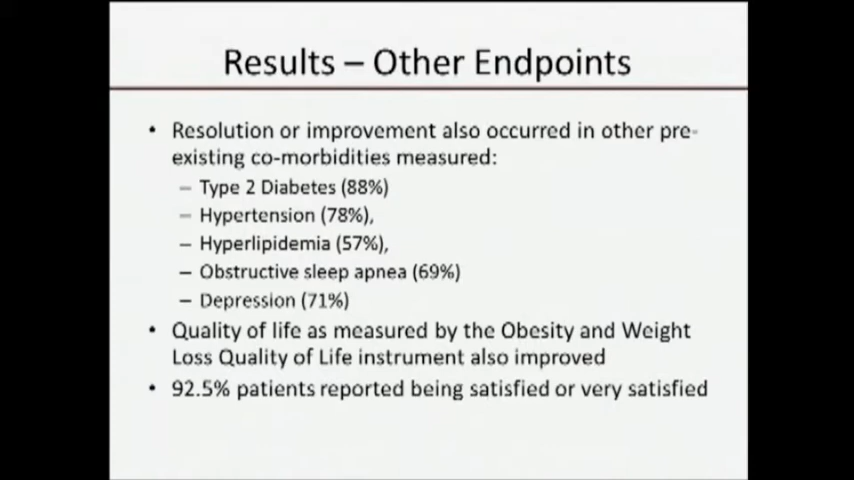 Results – Other Endpoints
• Resolution or improvement also occurred in other pre-
existing co-morbidities measured:
– Type 2 Diabetes (88%)
– Hypertension (78%),
– Hyperlipidemia (57%),
– Obstructive sleep apnea (69%)
– Depression (71%)
• Quality of life as measured by the Obesity and Weight
Loss Quality of Life instrument also improved
• 92.5% patients reported being satisfied or very satisfied